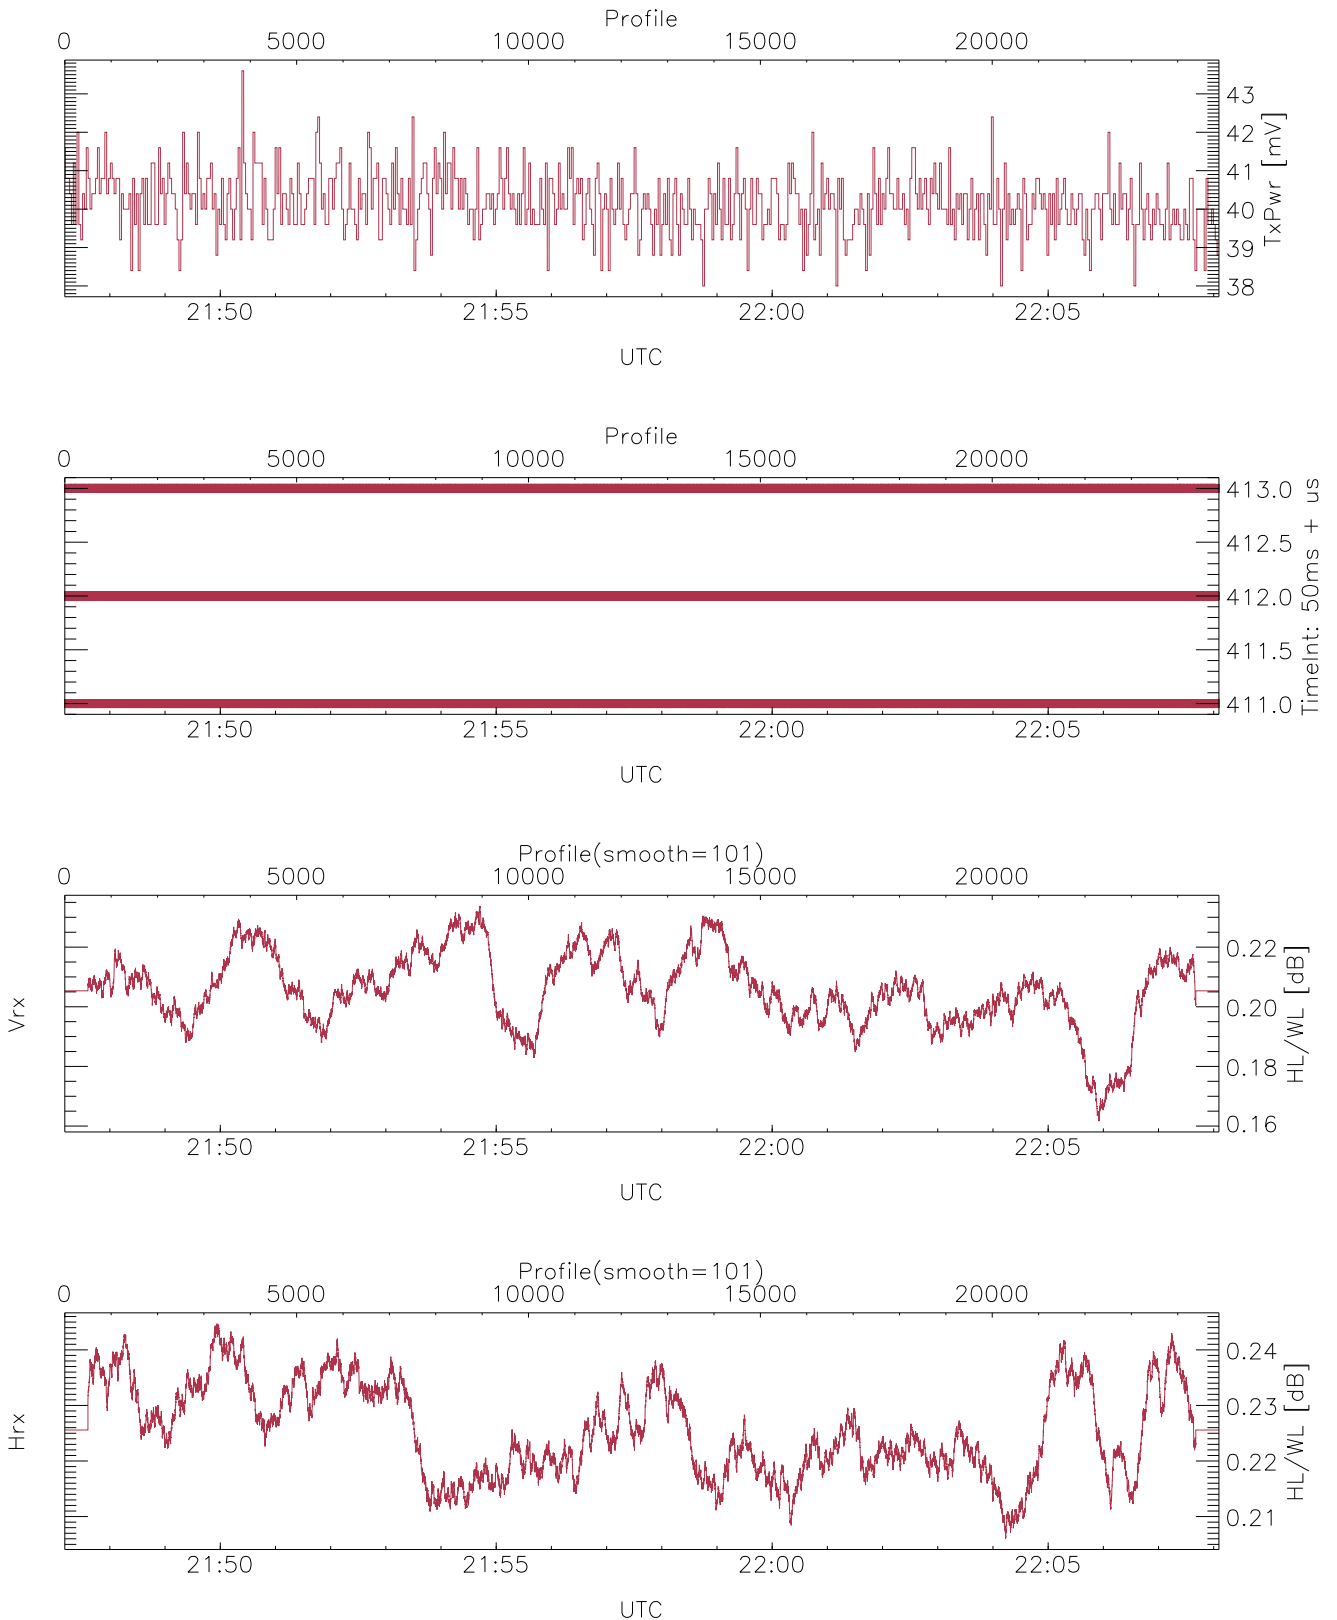 Profile
0 5000 10000 15000 20000
43
42
41
40
39
38
TxPwr [mV]
21:50 21:55 22:00 22:05
UTC
Profile
0 5000 10000 15000 20000
413.0
412.5
412.0
411.5
411.0
TimeInt: 50ms + us
21:50 21:55 22:00 22:05
UTC
Profile(smooth=101)
0 5000 10000 15000 20000
Vrx
0.22
0.20
0.18
0.16
HL/WL [dB]
21:50 21:55 22:00 22:05
UTC
Profile(smooth=101)
0 5000 10000 15000 20000
Hrx
0.24
0.23
0.22
0.21
HL/WL [dB]
21:50 21:55 22:00 22:05
UTC